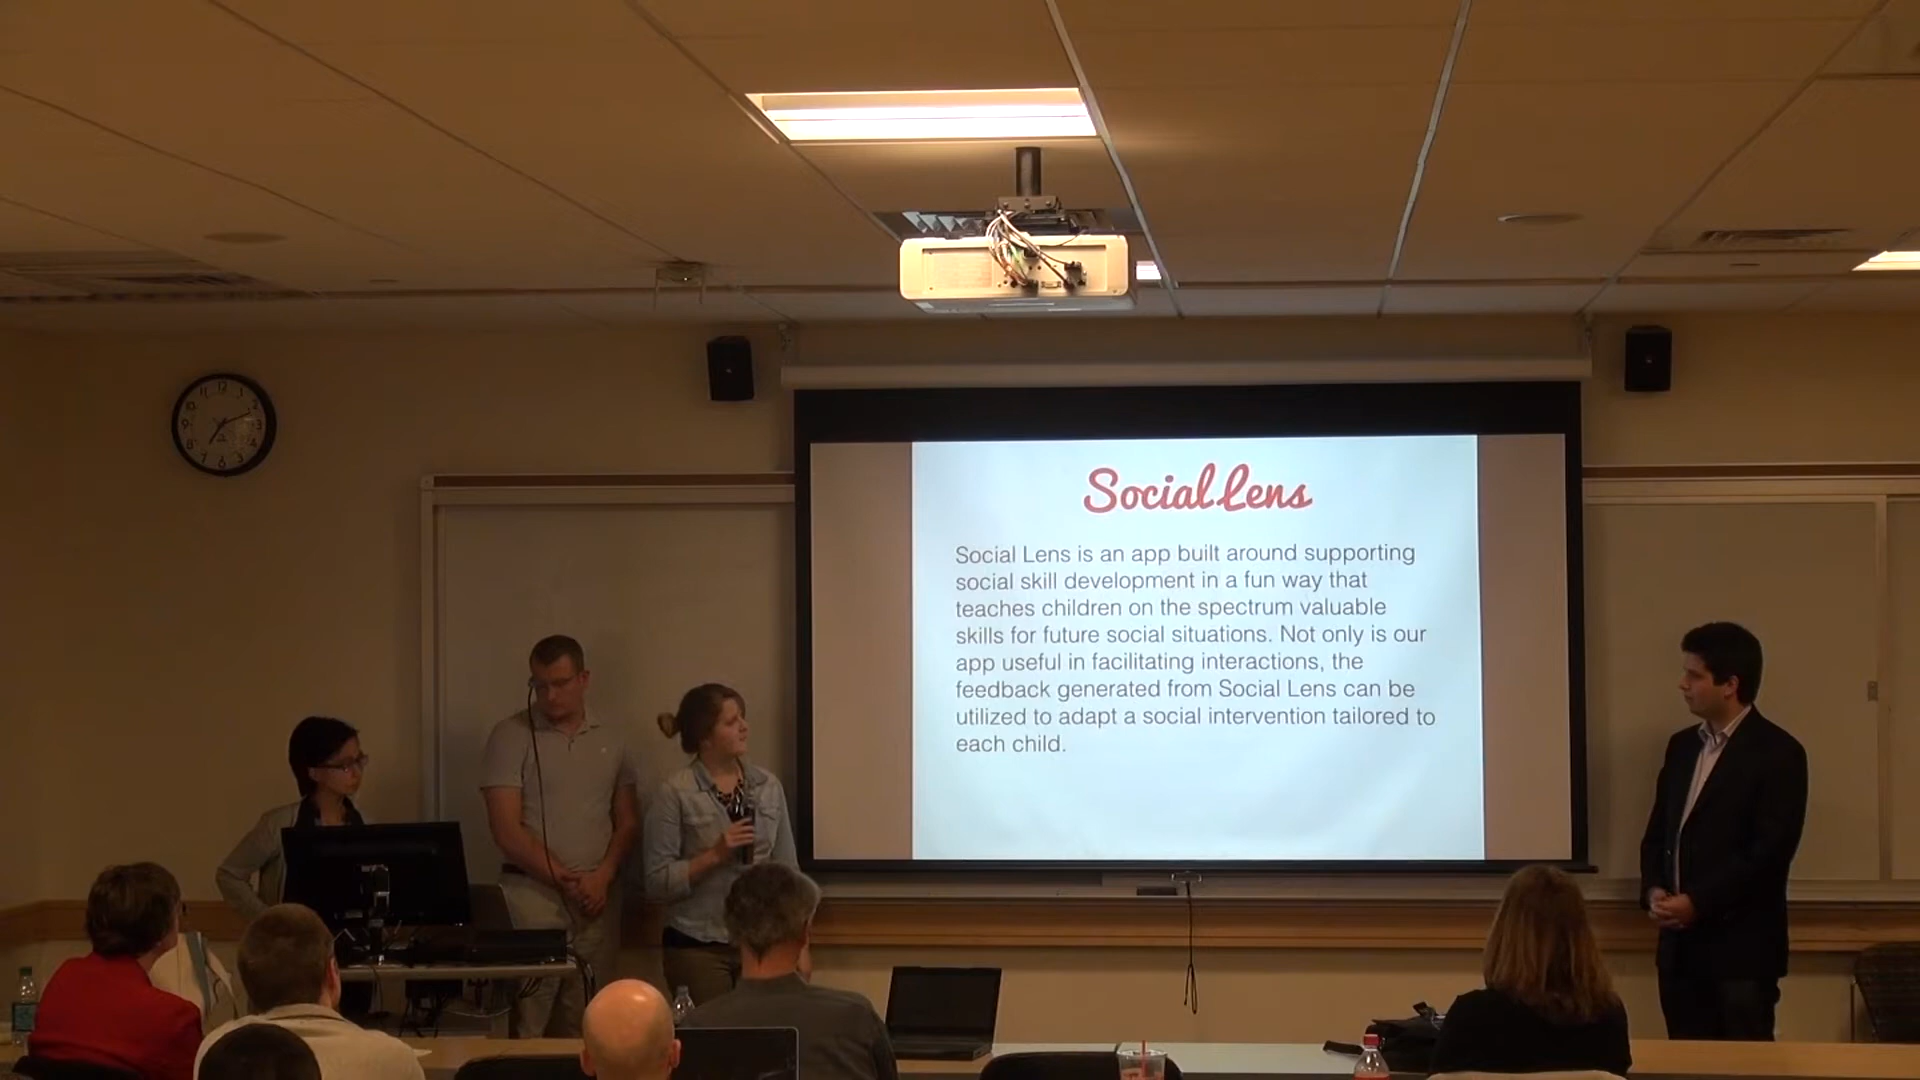 Social Lens
Social Lens is an app built around supporting
social skill development in a fun way that
teaches children on the spectrum valuable
skills for future social situations. Not only is our
app useful in facilitating interactions, the
feedback generated from Social Lens can be
utilized to adapt a social intervention tailored to
each child.